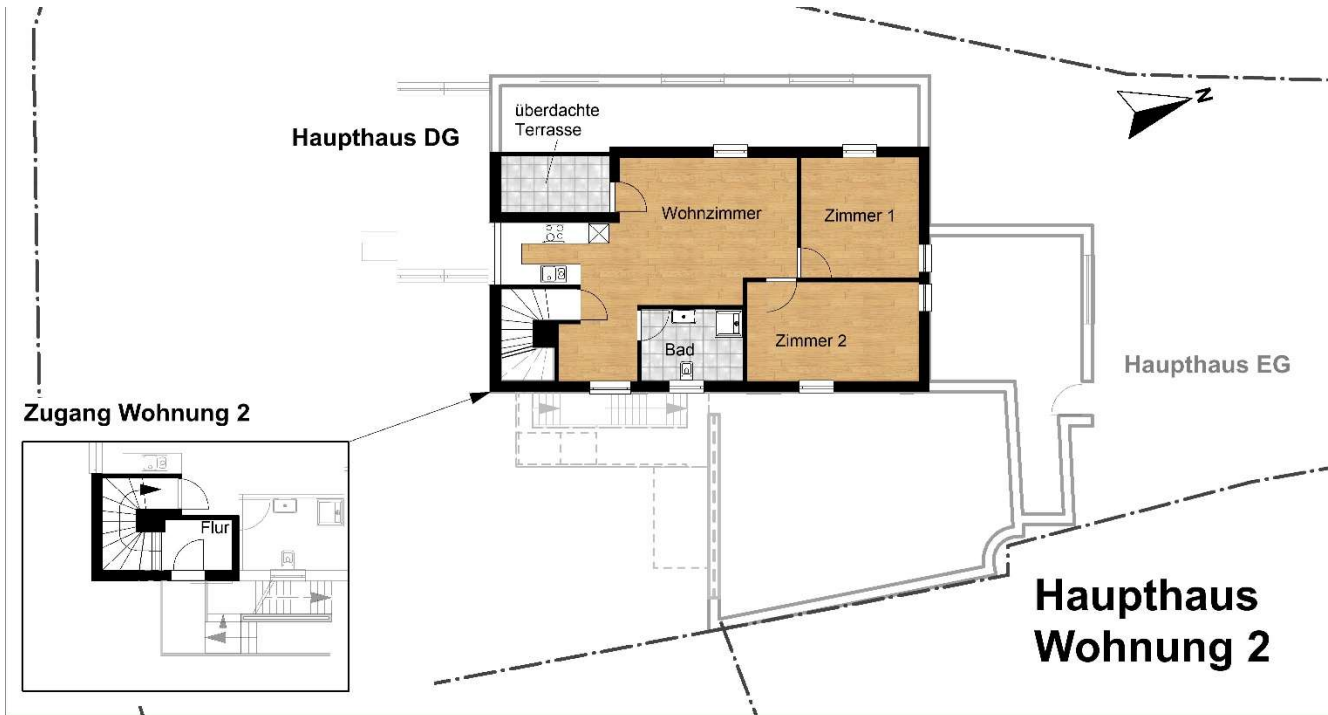 N
überdachte
Terrasse
Haupthaus DG
Wohnzimmer
Zimmer 1
Zimmer 2
Bad
Haupthaus EG
Zugang Wohnung 2
Flur
Haupthaus
Wohnung 2